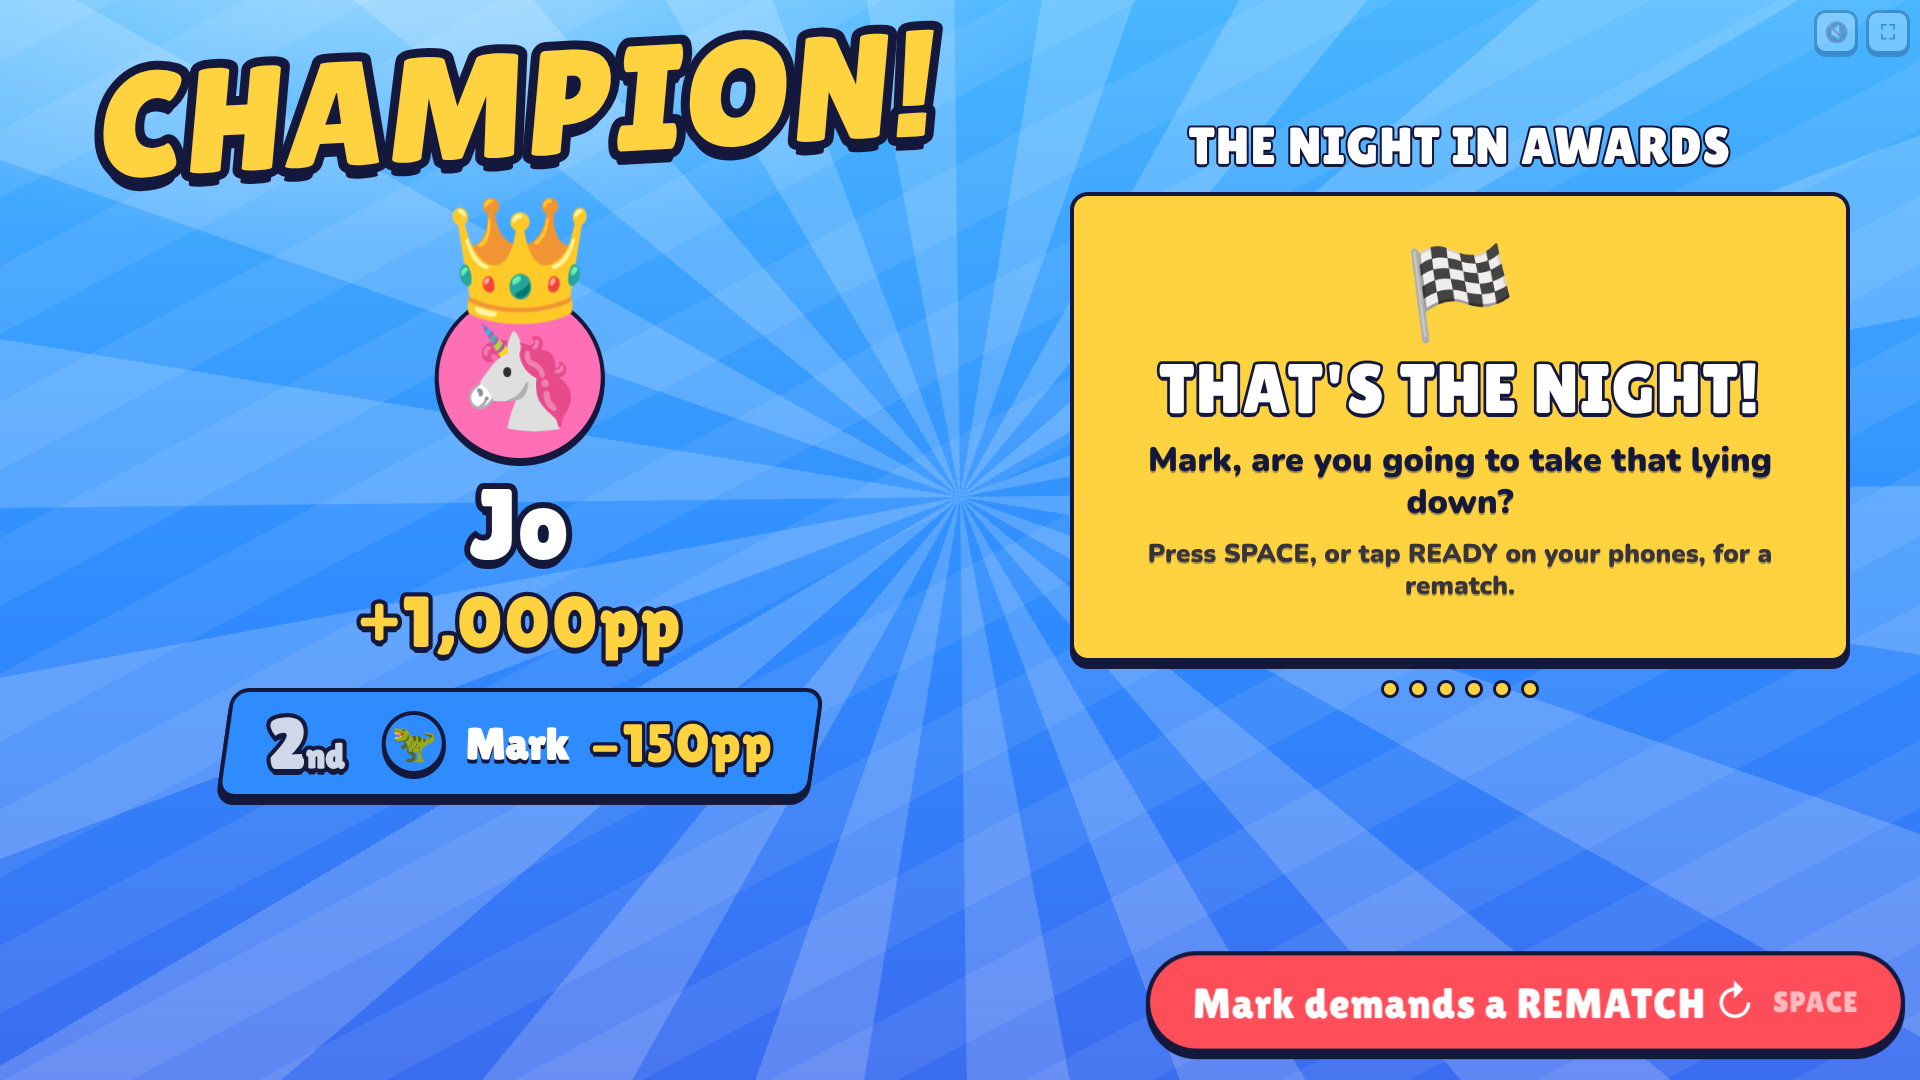 CHAMPION!
Jo
+1,000pp
2nd Mark –150pp
THE NIGHT IN AWARDS
THAT'S THE NIGHT!
Mark, are you going to take that lying
down?
Press SPACE, or tap READY on your phones, for a
rematch.
Mark demands a REMATCH SPACE